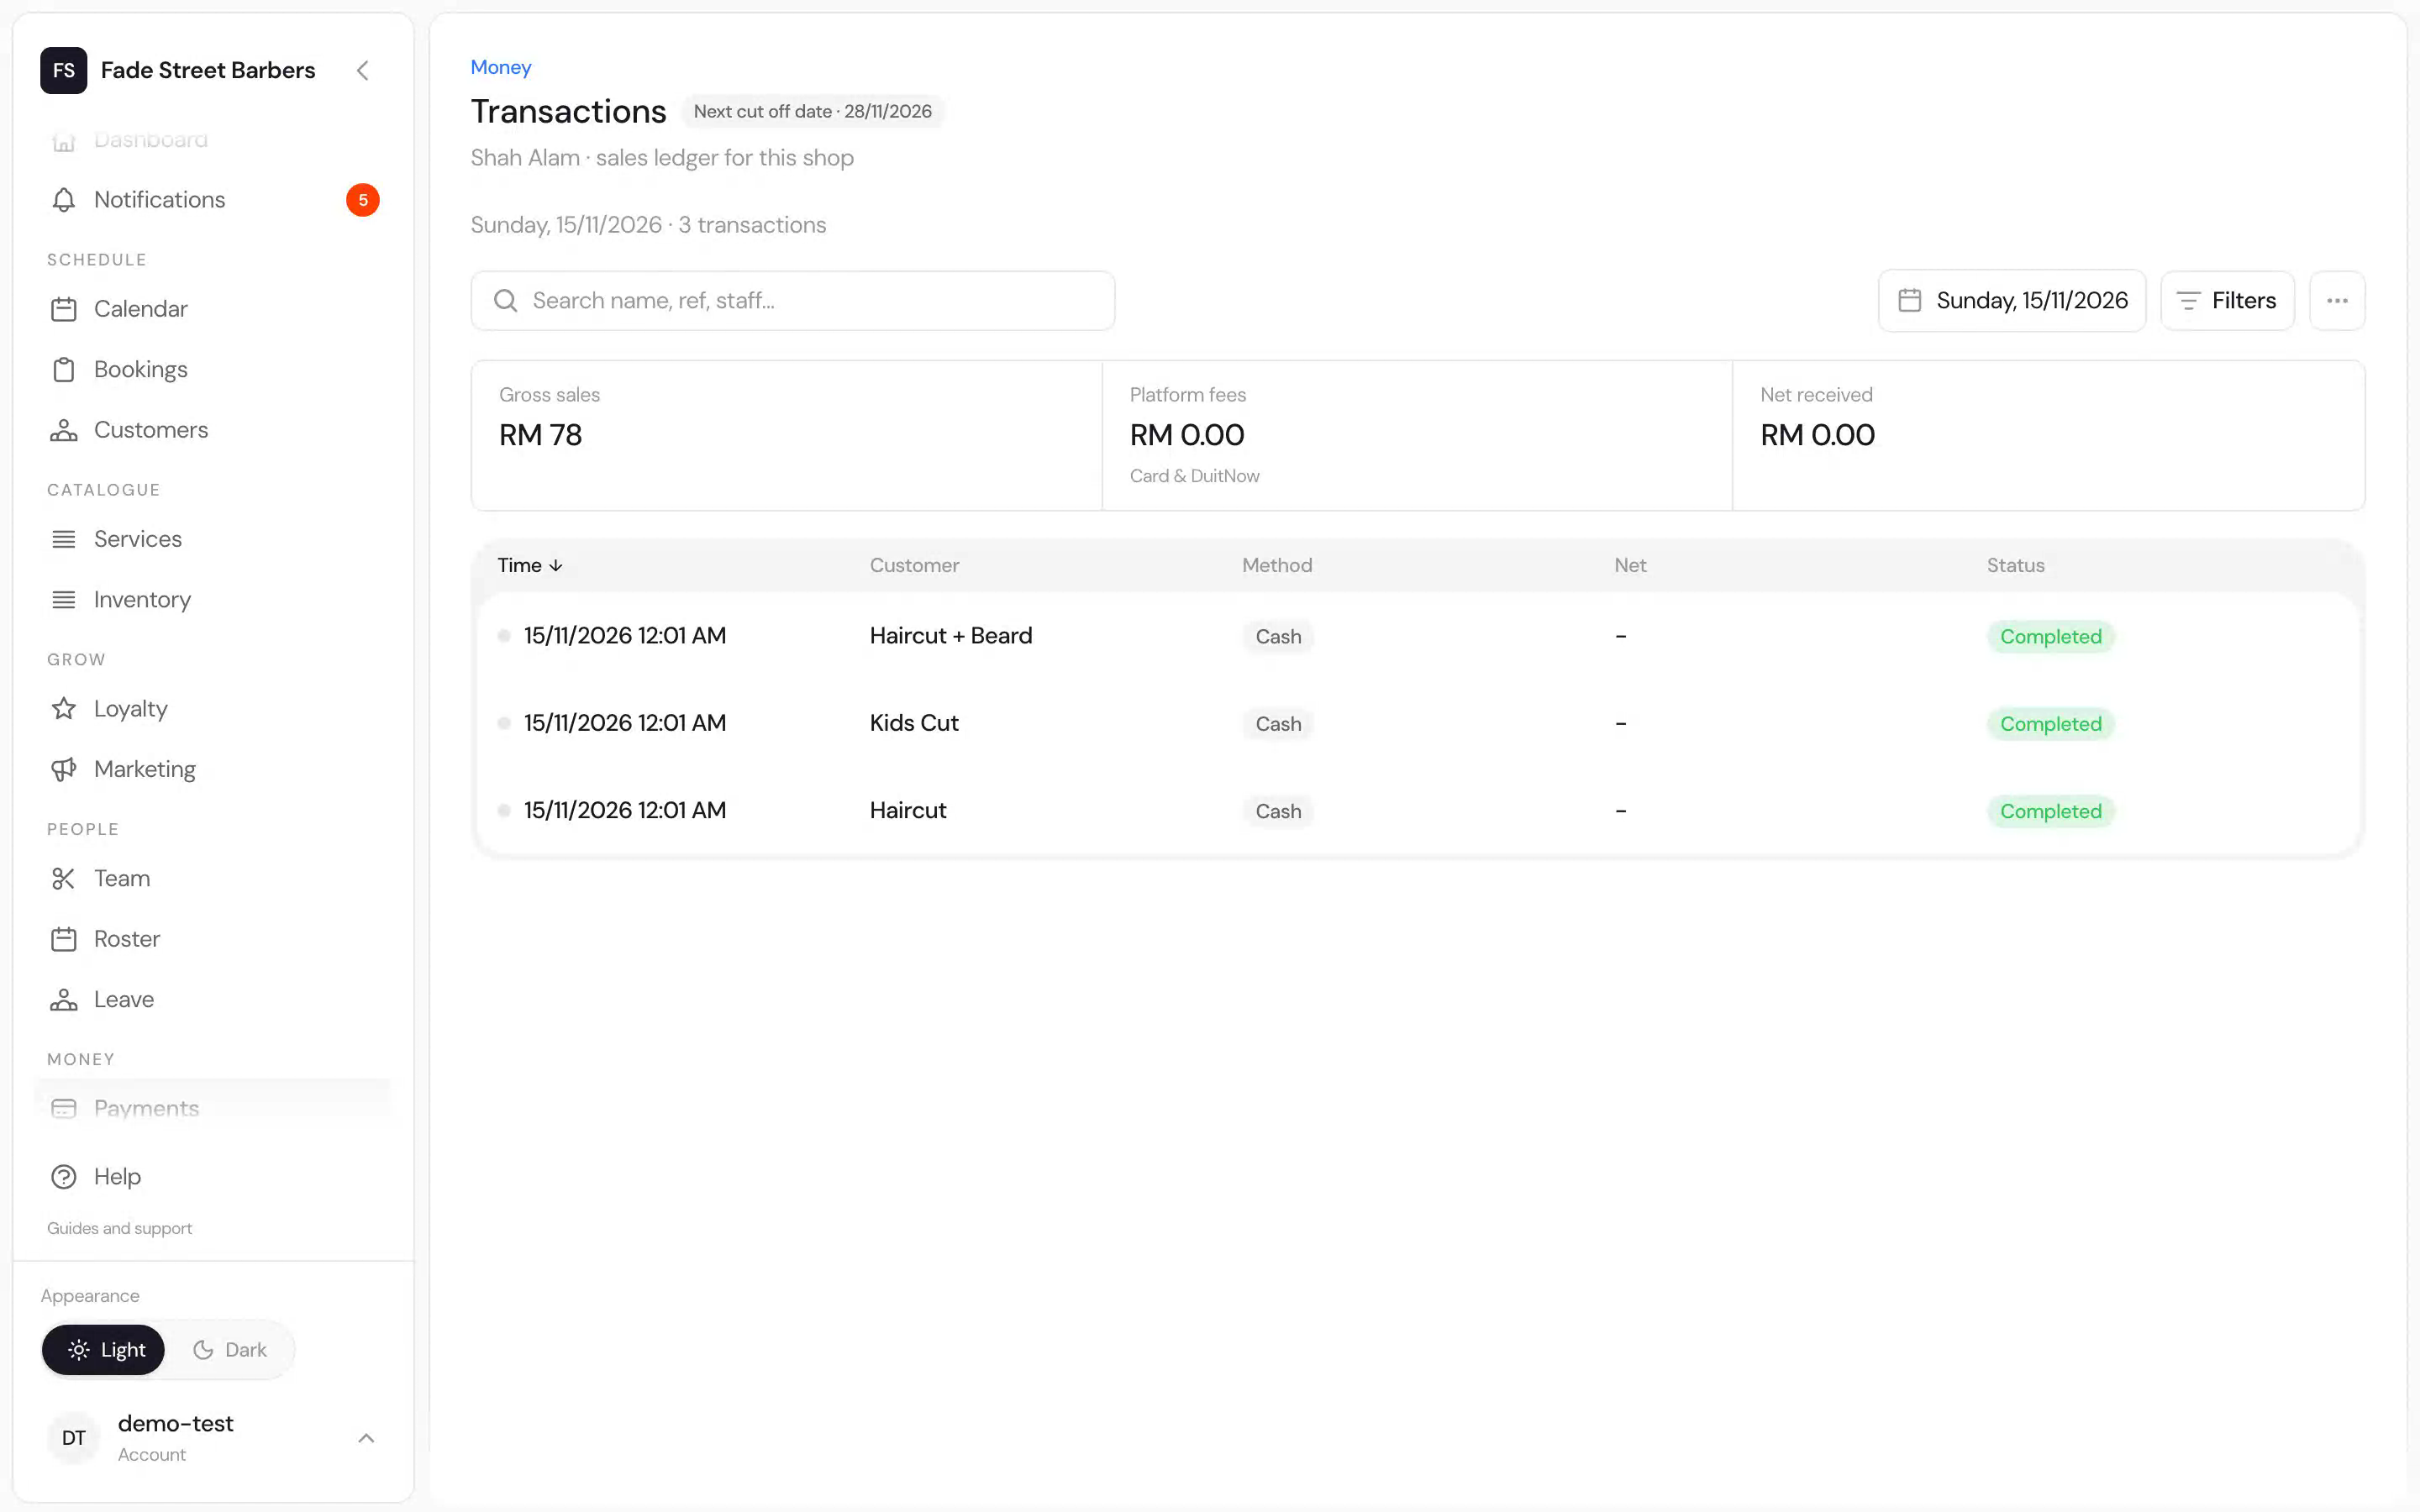 FS Fade Street Barbers
Dashboard
Notifications 5
SCHEDULE
Calendar
Bookings
Customers
CATALOGUE
Services
Inventory
GROW
Loyalty
Marketing
PEOPLE
Team
Roster
Leave
MONEY
Payments
Help
Guides and support
Appearance
Light Dark
DT demo-test
Account
Money
Transactions Next cut off date · 28/11/2026
Shah Alam · sales ledger for this shop
Sunday, 15/11/2026 · 3 transactions
Search name, ref, staff... Sunday, 15/11/2026 Filters
Gross sales Platform fees Net received
RM 78 RM 0.00 RM 0.00
Card & DuitNow
Time ↓ Customer Method Net Status
15/11/2026 12:01 AM Haircut + Beard Cash – Completed
15/11/2026 12:01 AM Kids Cut Cash – Completed
15/11/2026 12:01 AM Haircut Cash – Completed